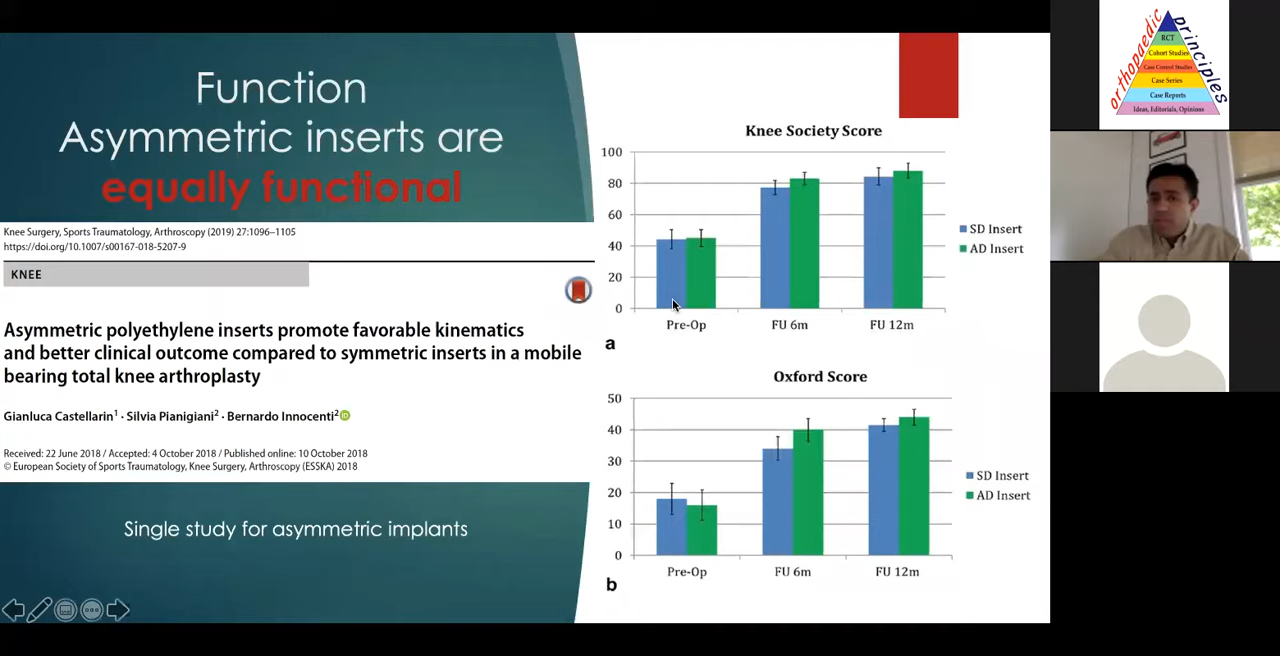 Function
Asymmetric inserts are
equally functional
Knee Surgery, Sports Traumatology, Arthroscopy (2019) 27:1096–1105
https://doi.org/10.1007/s00167-018-5207-9
KNEE
Asymmetric polyethylene inserts promote favorable kinematics
and better clinical outcome compared to symmetric inserts in a mobile
bearing total knee arthroplasty
Gianluca Castellarin1 · Silvia Pianigiani2 · Bernardo Innocenti2
iD
Received: 22 June 2018 / Accepted: 4 October 2018 / Published online: 10 October 2018
© European Society of Sports Traumatology, Knee Surgery, Arthroscopy (ESSKA) 2018
Single study for asymmetric implants
Knee Society Score
100
80
60
40
20
0
Pre-Op FU 6m FU 12m
SD Insert
AD Insert
a
Oxford Score
50
40
30
20
10
0
Pre-Op FU 6m FU 12m
SD Insert
AD Insert
b
orthopaedic
principles
RCT
Cohort Studies
Case Control Studies
Case Series
Case Reports
Ideas, Editorials, Opinions